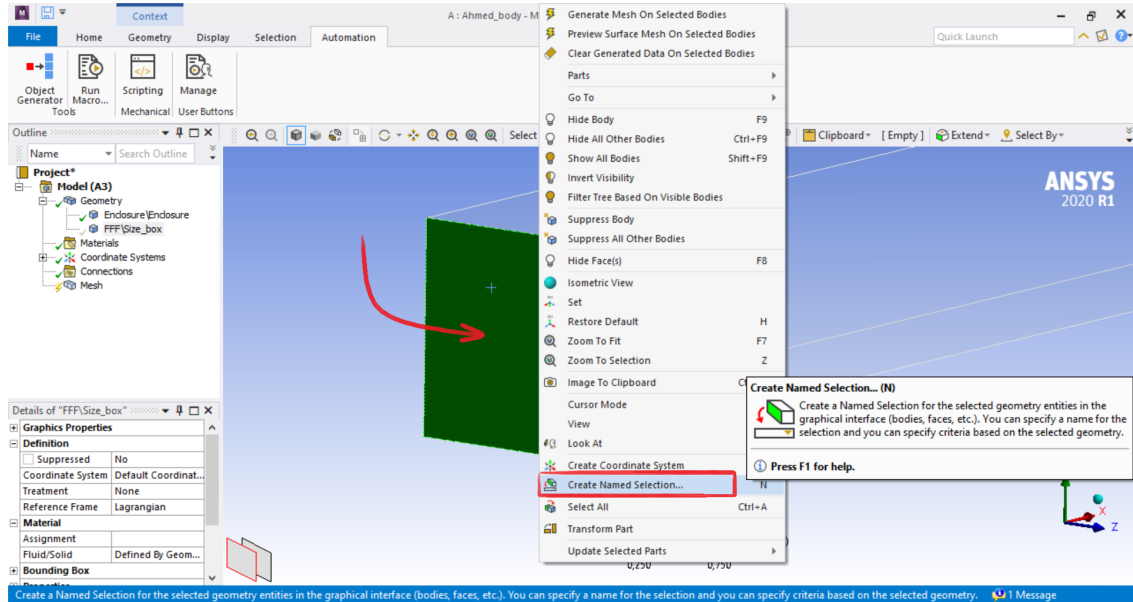 Context
A : Ahmed_body - M
File
Home
Geometry
Display
Selection
Automation
Quick Launch
Object Generator
Run Macro...
Scripting
Manage
Tools
Mechanical
User Buttons
Outline
Name
Search Outline
Select
Clipboard
[ Empty ]
Extend
Select By
Project*
Model (A3)
Geometry
Enclosure\Enclosure
FFF\Size_box
Materials
Coordinate Systems
Connections
Mesh
ANSYS
2020 R1
Generate Mesh On Selected Bodies
Preview Surface Mesh On Selected Bodies
Clear Generated Data On Selected Bodies
Parts
Go To
Hide Body F9
Hide All Other Bodies Ctrl+F9
Show All Bodies Shift+F9
Invert Visibility
Filter Tree Based On Visible Bodies
Suppress Body
Suppress All Other Bodies
Hide Face(s) F8
Isometric View
Set
Restore Default H
Zoom To Fit F7
Zoom To Selection Z
Image To Clipboard
Cursor Mode
View
Look At
Create Coordinate System
Create Named Selection... N
Select All Ctrl+A
Transform Part
Update Selected Parts
Create Named Selection... (N)
Create a Named Selection for the selected geometry entities in the
graphical interface (bodies, faces, etc.). You can specify a name for the
selection and you can specify criteria based on the selected geometry.
Press F1 for help.
X
Z
0,250 0,750
Details of "FFF\Size_box"
Graphics Properties
Definition
Suppressed No
Coordinate System Default Coordinat...
Treatment None
Reference Frame Lagrangian
Material
Assignment
Fluid/Solid Defined By Geom...
Bounding Box
Create a Named Selection for the selected geometry entities in the graphical interface (bodies, faces, etc.). You can specify a name for the selection and you can specify criteria based on the selected geometry. 1 Message